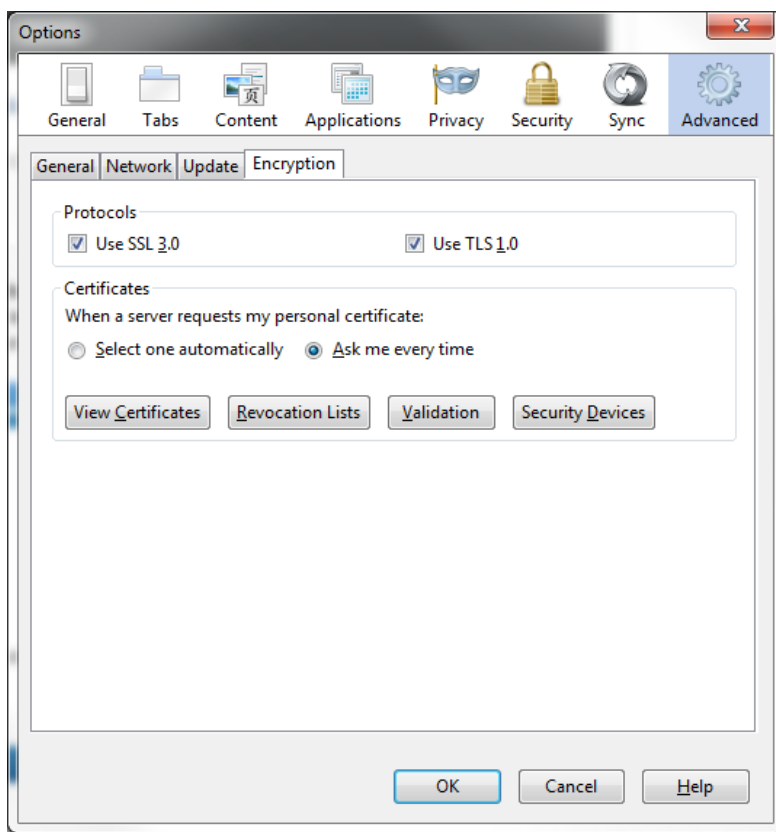 Options
General Tabs Content Applications Privacy Security Sync Advanced
General Network Update Encryption
Protocols
Use SSL 3.0 Use TLS 1.0
Certificates
When a server requests my personal certificate:
Select one automatically Ask me every time
View Certificates Revocation Lists Validation Security Devices
OK Cancel Help
页